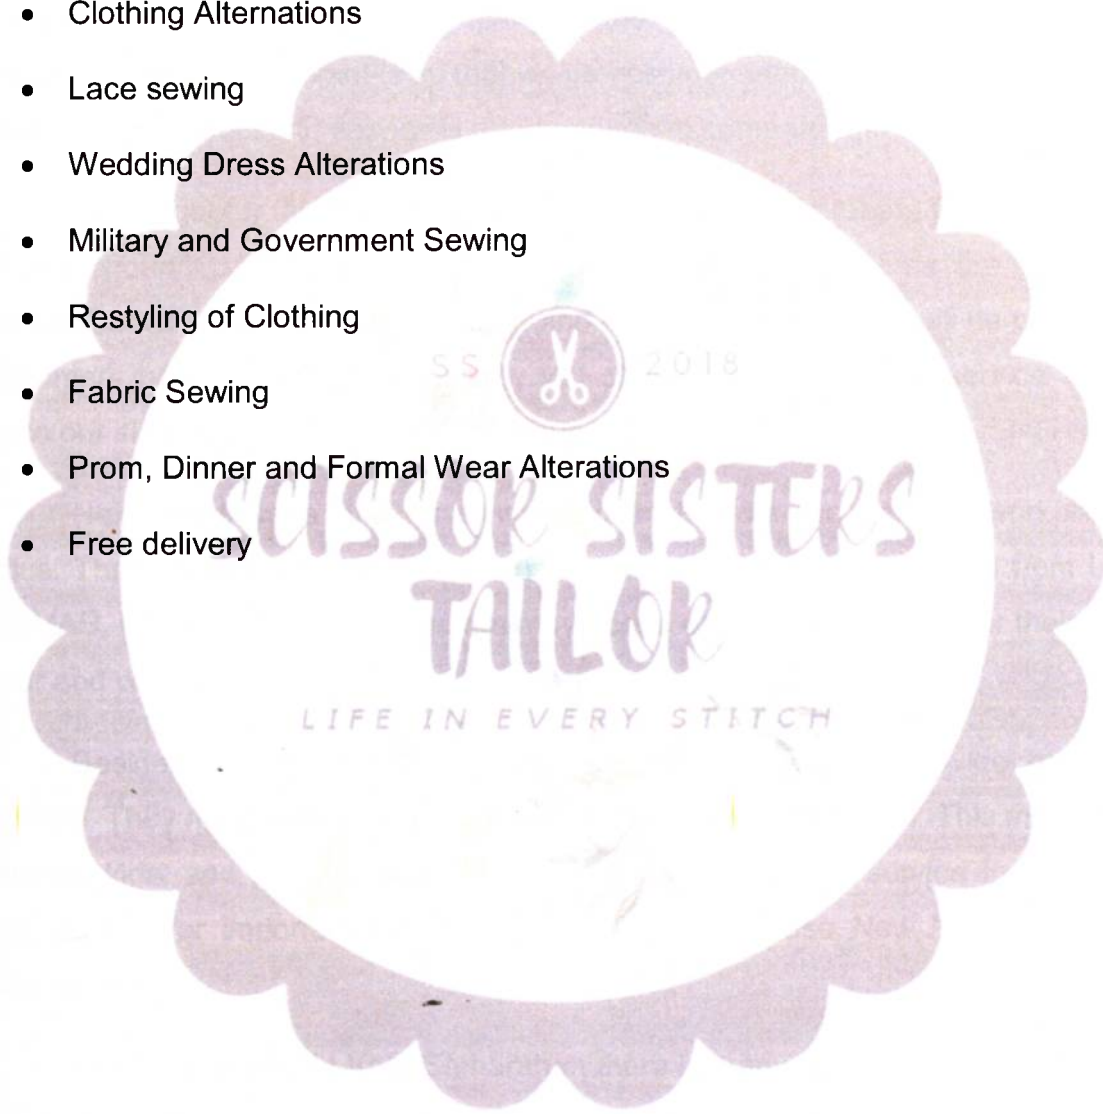 • Clothing Alternations
• Lace sewing
• Wedding Dress Alterations
• Military and Government Sewing
• Restyling of Clothing
SS 2018
• Fabric Sewing
• Prom, Dinner and Formal Wear Alterations
SCISSOR SISTERS
• Free delivery
TAILOR
LIFE IN EVERY STITCH